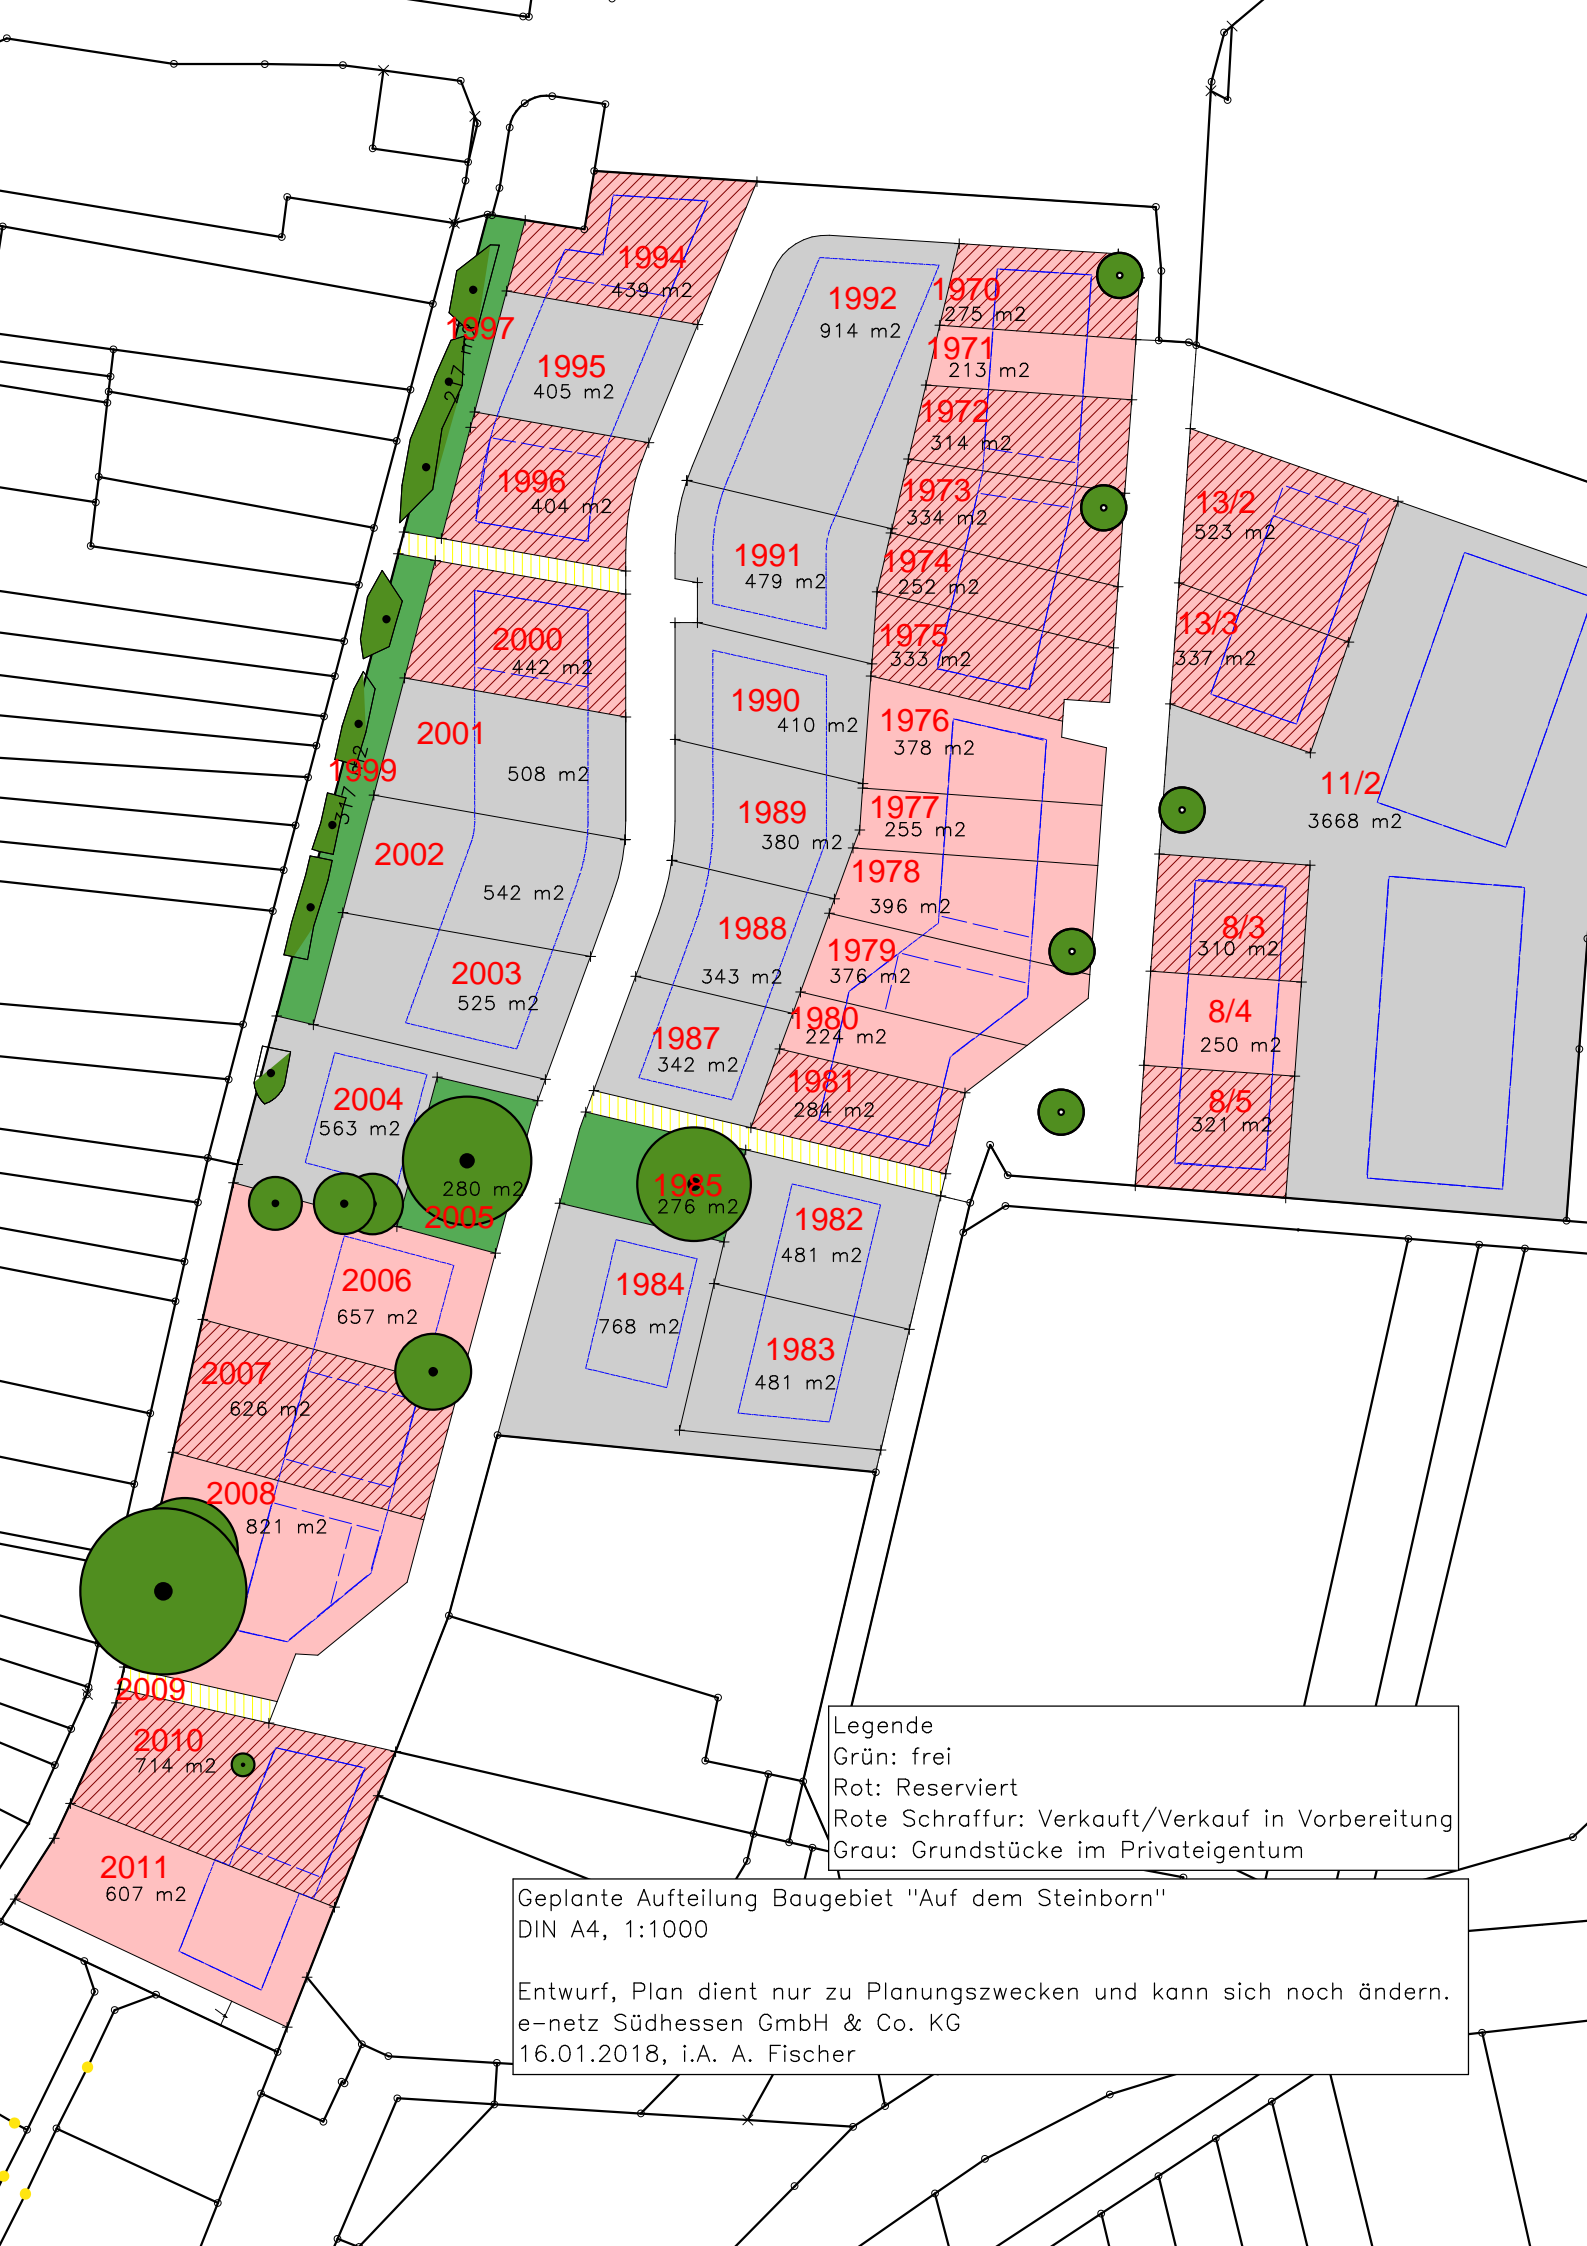 1994
439 m2
1997
217 m2
1995
405 m2
1996
404 m2
1992
914 m2
1970
275 m2
1971
213 m2
1972
314 m2
1973
334 m2
1974
252 m2
1975
333 m2
1991
479 m2
13/2
523 m2
13/3
337 m2
2000
442 m2
2001
508 m2
1999
317 m2
2002
542 m2
2003
525 m2
1990
410 m2
1989
380 m2
1988
343 m2
1987
342 m2
1976
378 m2
1977
255 m2
1978
396 m2
1979
376 m2
1980
224 m2
1981
284 m2
11/2
3668 m2
8/3
310 m2
8/4
250 m2
8/5
321 m2
2004
563 m2
280 m2
2005
1985
276 m2
1982
481 m2
1984
768 m2
1983
481 m2
2006
657 m2
2007
626 m2
2008
821 m2
2009
2010
714 m2
2011
607 m2
Legende
Grün: frei
Rot: Reserviert
Rote Schraffur: Verkauft/Verkauf in Vorbereitung
Grau: Grundstücke im Privateigentum
Geplante Aufteilung Baugebiet "Auf dem Steinborn"
DIN A4, 1:1000
Entwurf, Plan dient nur zu Planungszwecken und kann sich noch ändern.
e-netz Südhessen GmbH & Co. KG
16.01.2018, i.A. A. Fischer